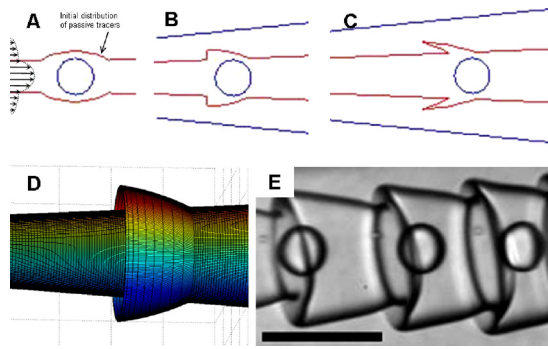 A
Initial distribution
of passive tracers
B
C
D
E